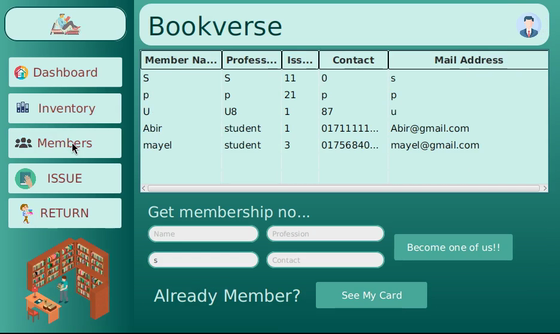 Bookverse
Dashboard
Inventory
Members
ISSUE
RETURN
Member Na... Profess... Iss... Contact Mail Address
S S 11 0 s
p p 21 p p
U U8 1 87 u
Abir student 1 01711111... Abir@gmail.com
mayel student 3 01756840... mayel@gmail.com
Get membership no...
Name Profession
s Contact
Become one of us!!
Already Member? See My Card